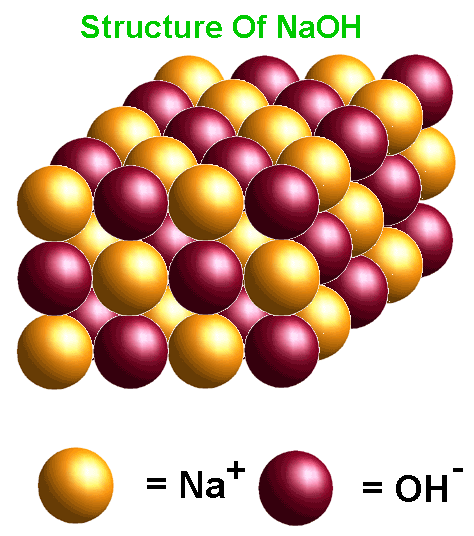 Structure Of NaOH
= Na+ = OH-